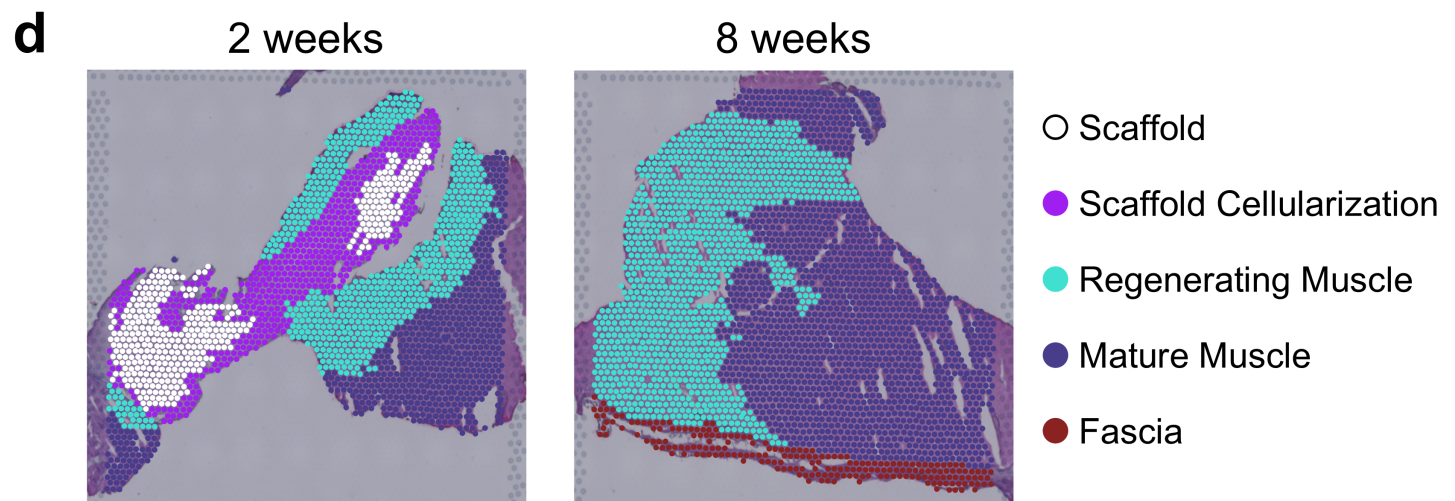 d
2 weeks
8 weeks
Scaffold
Scaffold Cellularization
Regenerating Muscle
Mature Muscle
Fascia